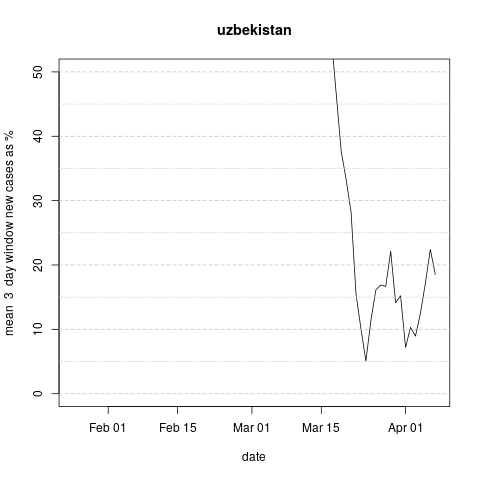 uzbekistan
mean 3 day window new cases as %
50
40
30
20
10
0
Feb 01
Feb 15
Mar 01
Mar 15
Apr 01
date